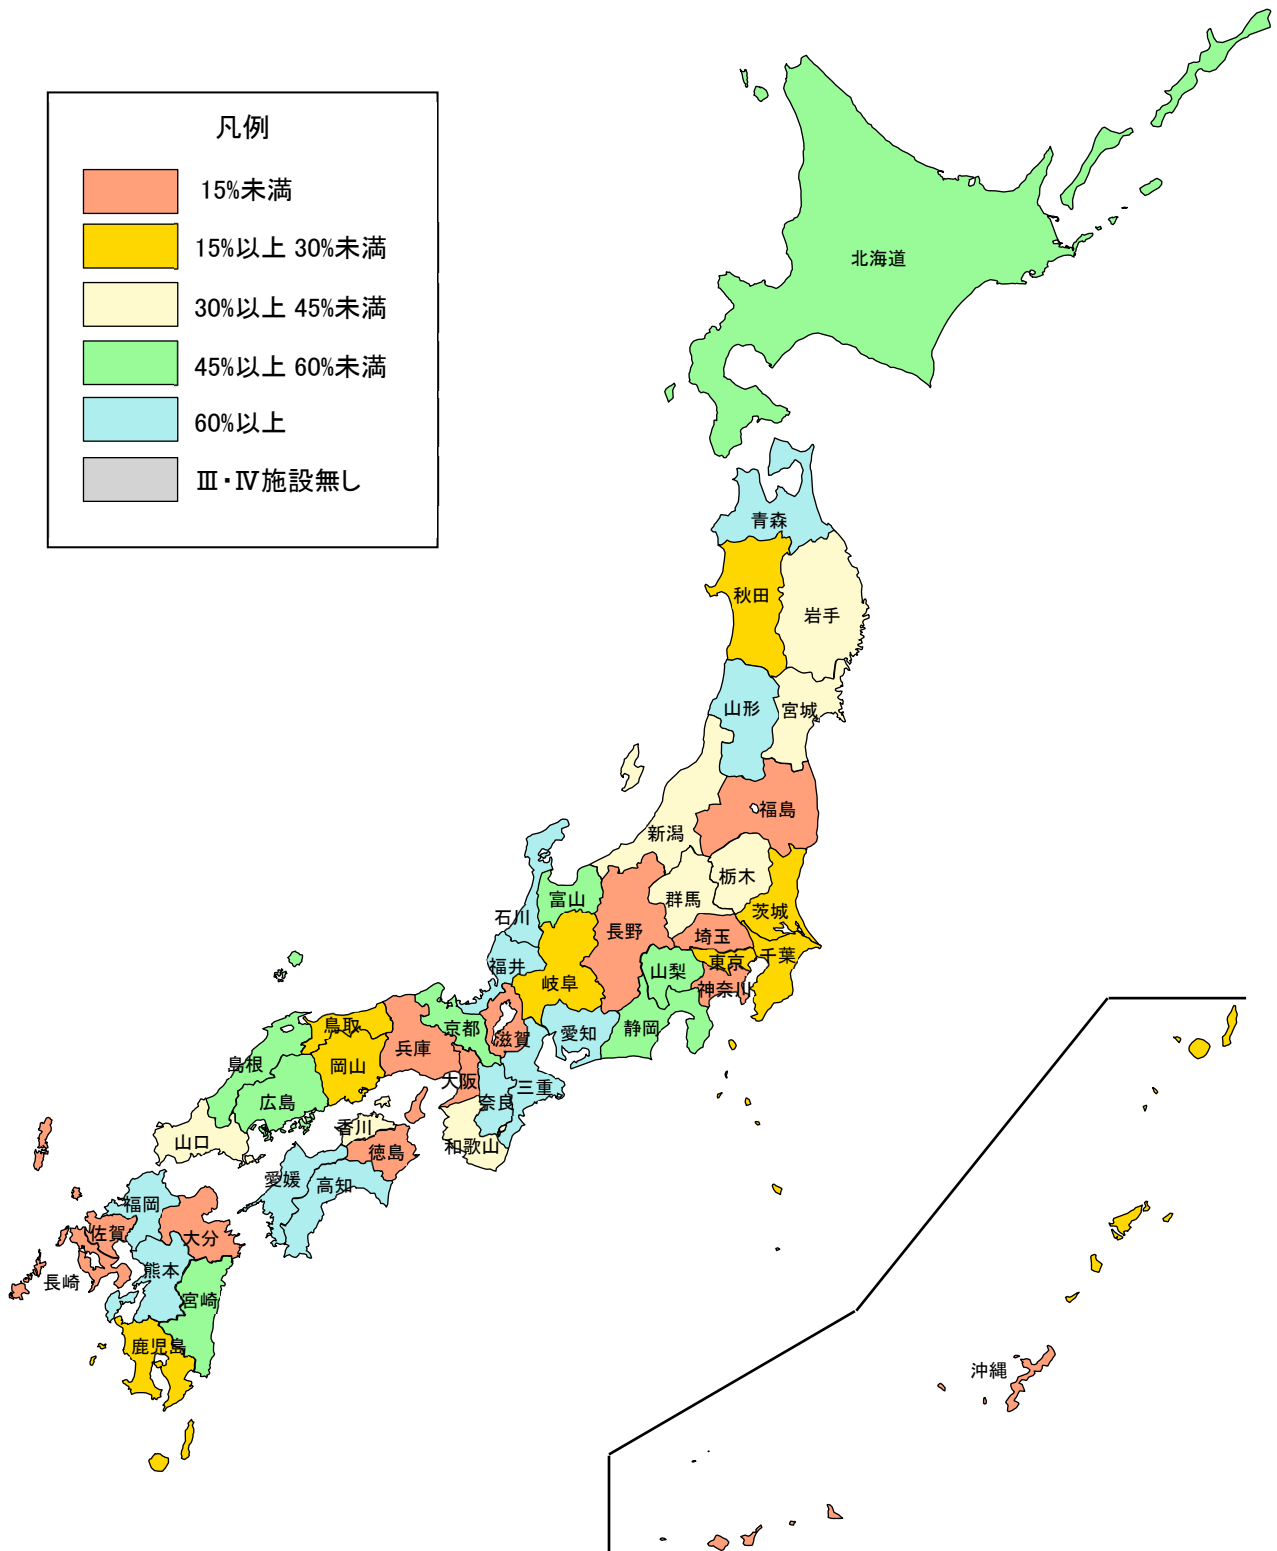 凡例
15%未満
15%以上 30%未満
30%以上 45%未満
45%以上 60%未満
60%以上
Ⅲ・Ⅳ施設無し
北海道
青森
秋田
岩手
山形
宮城
福島
新潟
栃木
群馬
茨城
富山
石川
長野
埼玉
千葉
東京
山梨
神奈川
福井
岐阜
静岡
愛知
滋賀
京都
兵庫
鳥取
岡山
島根
広島
大阪
奈良
三重
和歌山
山口
香川
徳島
愛媛
高知
福岡
佐賀
大分
長崎
熊本
宮崎
鹿児島
沖縄